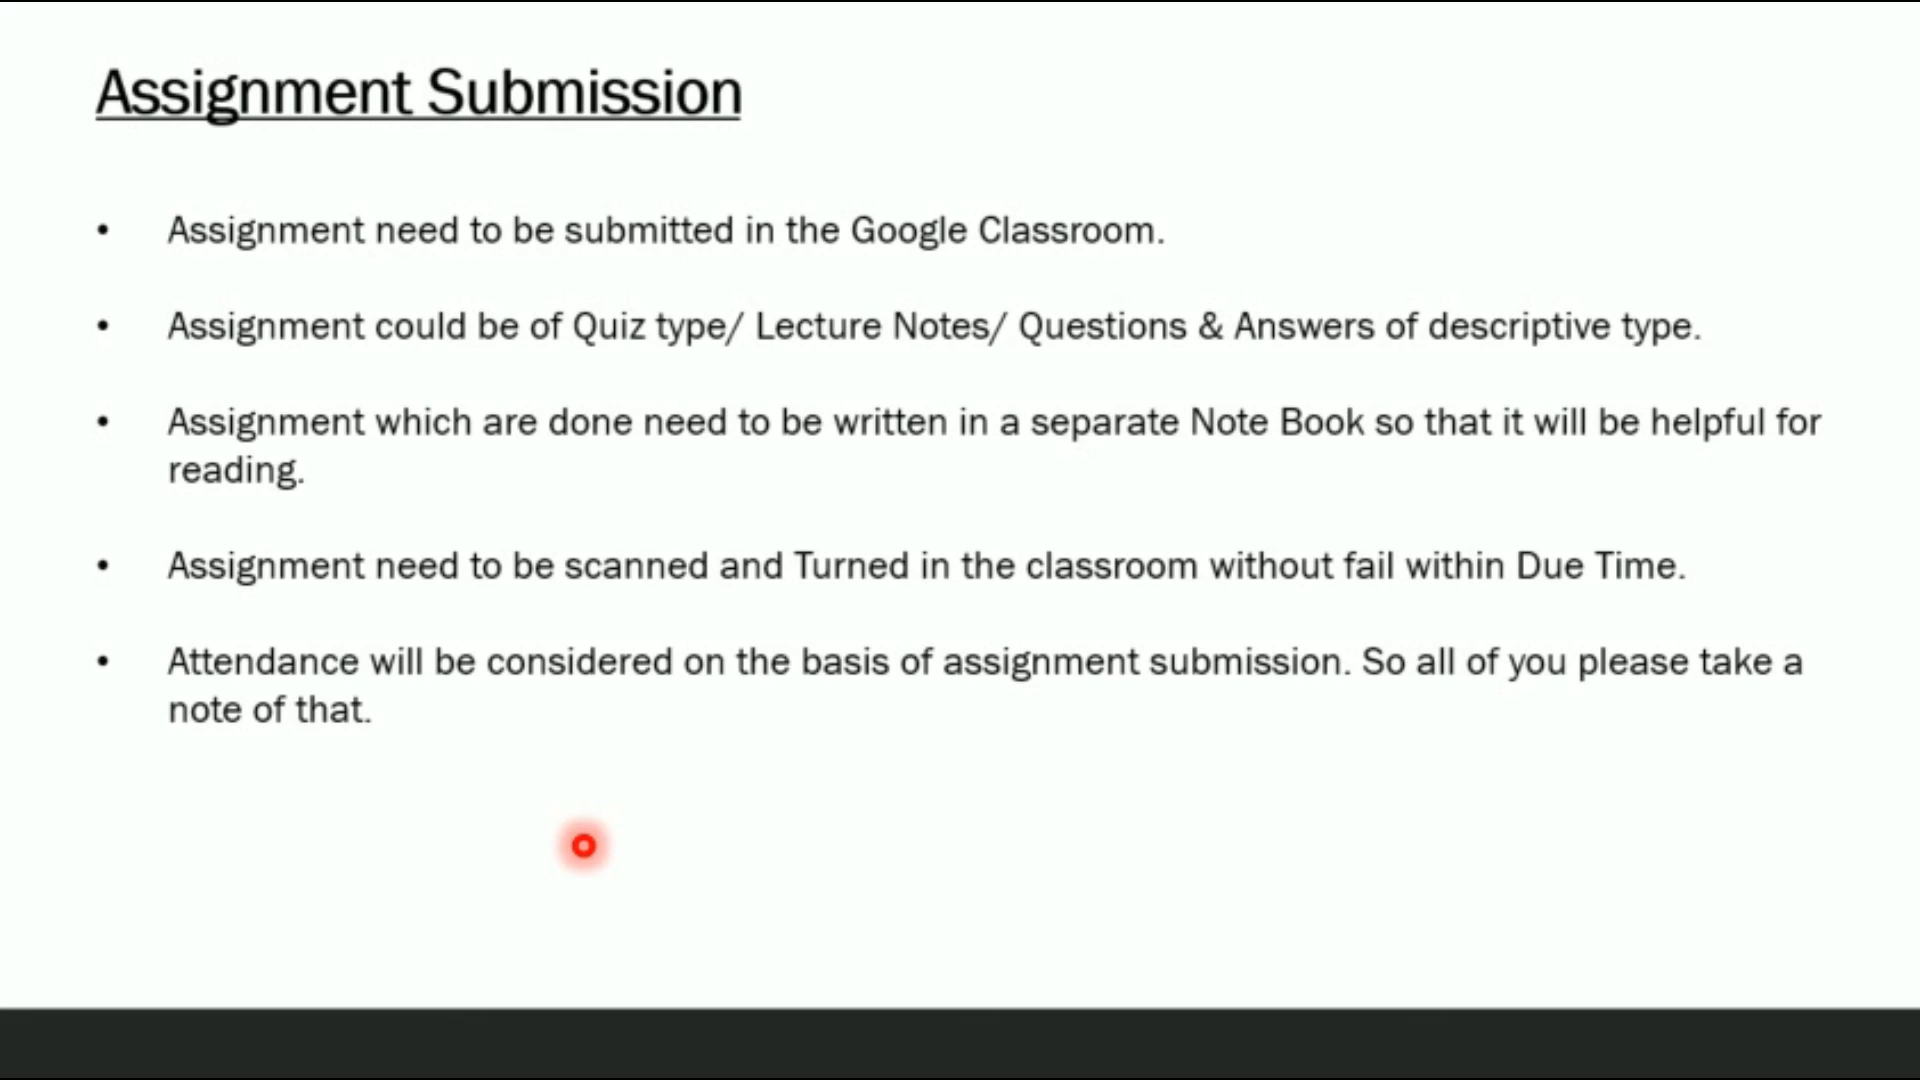 Assignment Submission
• Assignment need to be submitted in the Google Classroom.
• Assignment could be of Quiz type/ Lecture Notes/ Questions & Answers of descriptive type.
• Assignment which are done need to be written in a separate Note Book so that it will be helpful for
reading.
• Assignment need to be scanned and Turned in the classroom without fail within Due Time.
• Attendance will be considered on the basis of assignment submission. So all of you please take a
note of that.